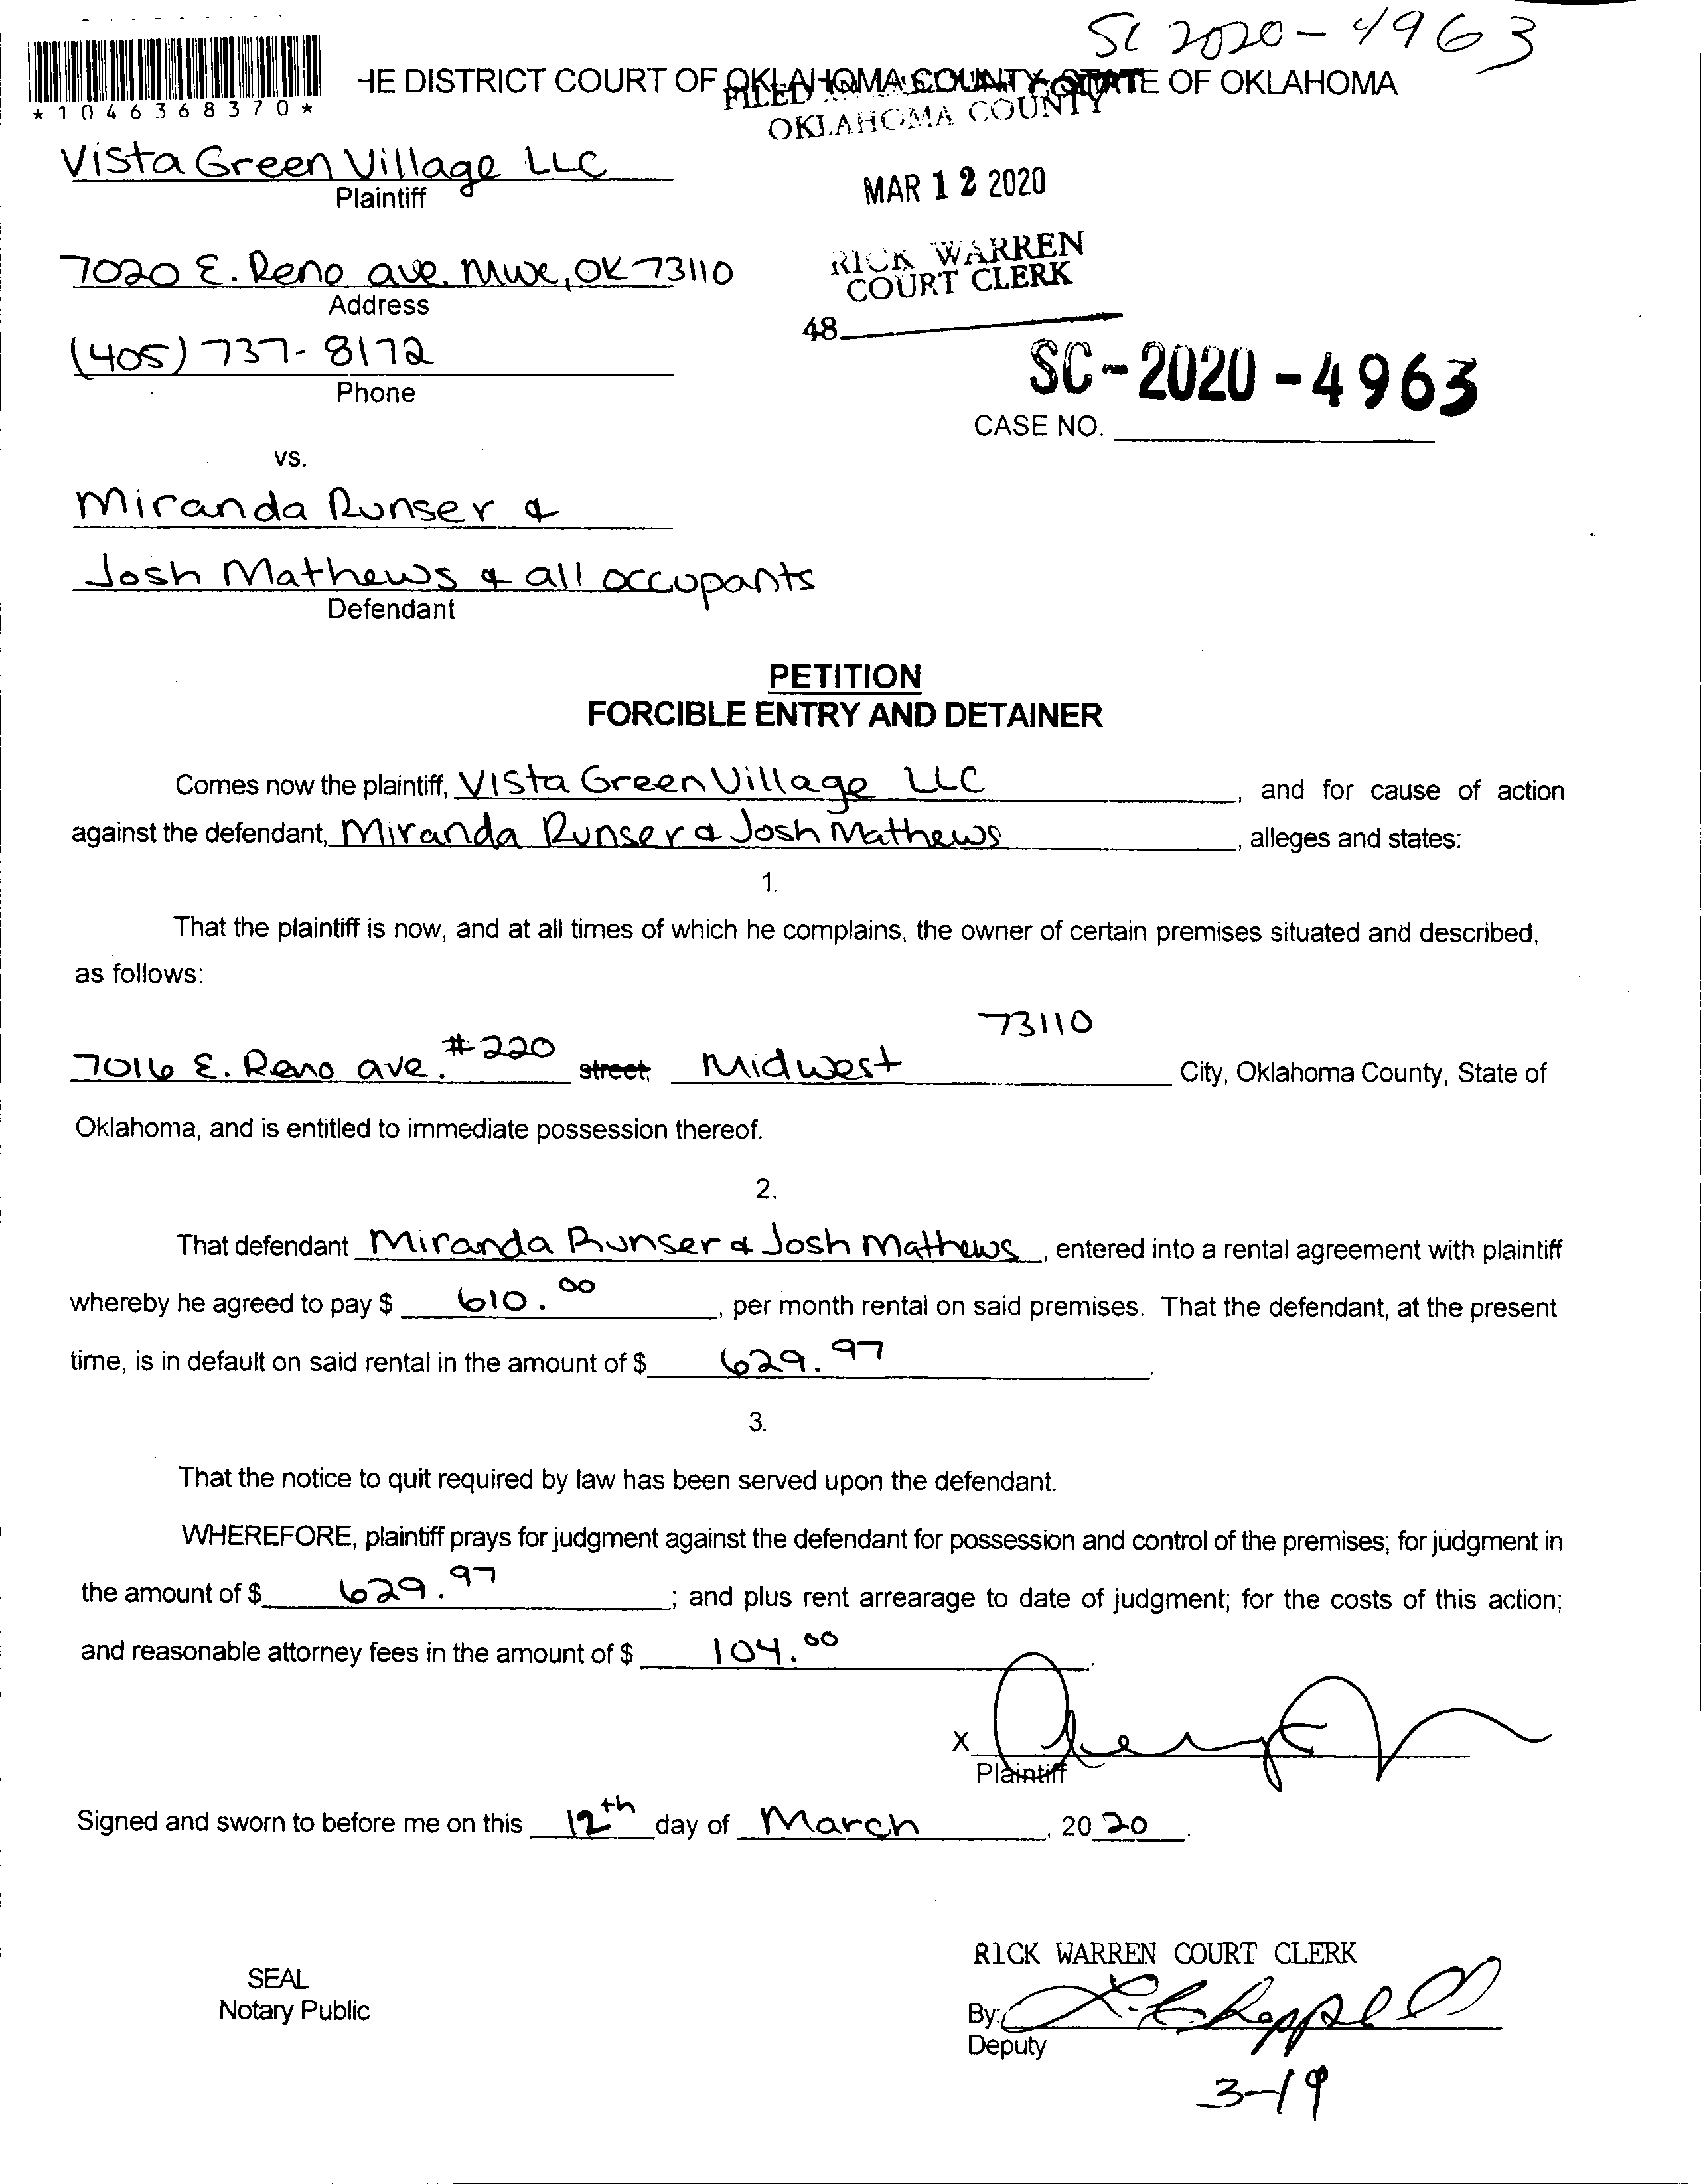 SC 2020-4963
*1046368370*
HE DISTRICT COURT OF OKLAHOMA COUNTY, STATE OF OKLAHOMA
FILED
OKLAHOMA COUNTY
Vista Green Village LLC
Plaintiff
MAR 12 2020
7020 E. Reno ave. Mwc, OK 73110
Address
RICK WARREN
COURT CLERK
48
(405) 737-8172
Phone
SC-2020-4963
CASE NO.
vs.
Miranda Runser &
Josh Mathews & all occupants
Defendant
PETITION
FORCIBLE ENTRY AND DETAINER
Comes now the plaintiff, Vista Green Village LLC, and for cause of action
against the defendant, Miranda Runser & Josh Mathews, alleges and states:
1.
That the plaintiff is now, and at all times of which he complains, the owner of certain premises situated and described,
as follows:
73110
7016 E. Reno ave. #220 street, Midwest City, Oklahoma County, State of
Oklahoma, and is entitled to immediate possession thereof.
2.
That defendant Miranda Runser & Josh Mathews, entered into a rental agreement with plaintiff
whereby he agreed to pay $ 610.00, per month rental on said premises. That the defendant, at the present
time, is in default on said rental in the amount of $ 629.97.
3.
That the notice to quit required by law has been served upon the defendant.
WHEREFORE, plaintiff prays for judgment against the defendant for possession and control of the premises; for judgment in
the amount of $ 629.97; and plus rent arrearage to date of judgment; for the costs of this action;
and reasonable attorney fees in the amount of $ 104.00.
X
Plaintiff
Signed and sworn to before me on this 12th day of March, 2020.
RICK WARREN COURT CLERK
SEAL
Notary Public
By:
Deputy
3-19